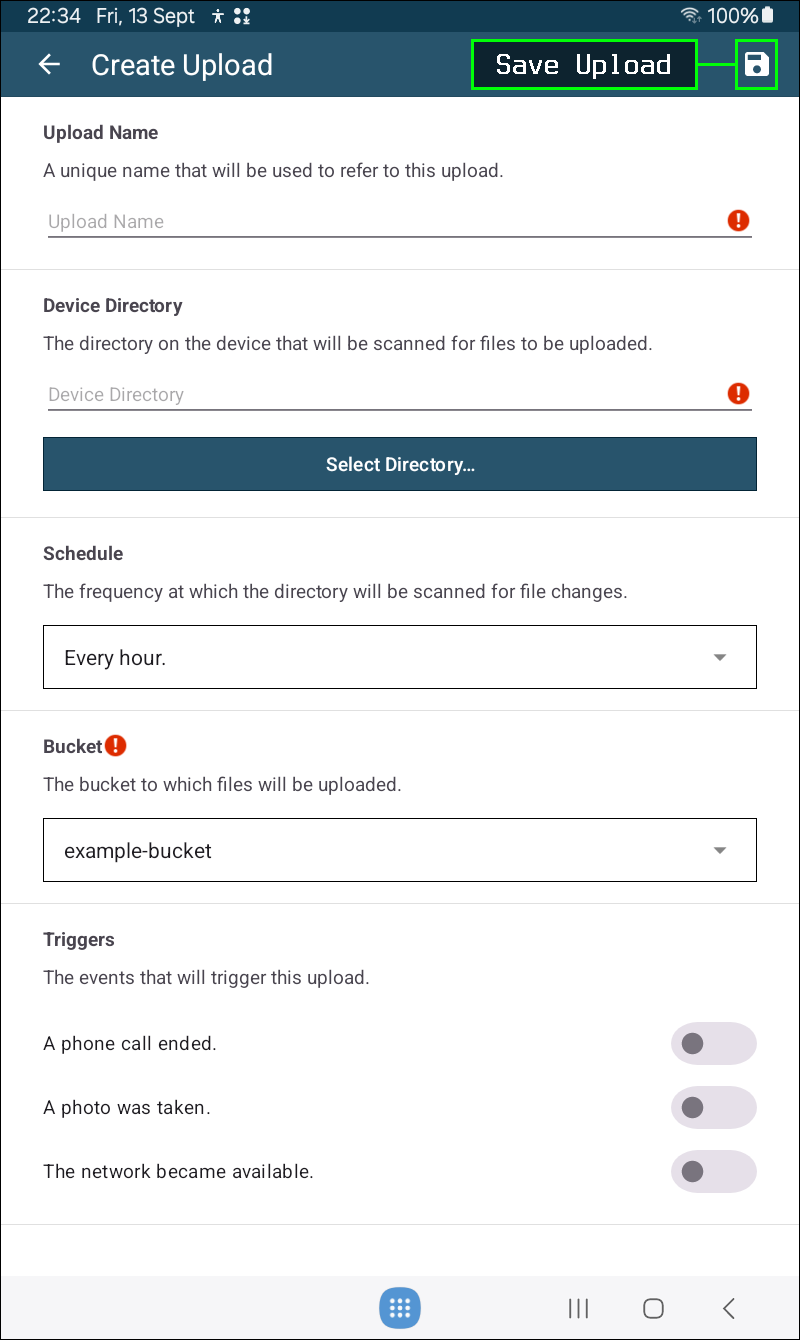 22:34 Fri, 13 Sept 100%
Create Upload Save Upload
Upload Name
A unique name that will be used to refer to this upload.
Upload Name
Device Directory
The directory on the device that will be scanned for files to be uploaded.
Device Directory
Select Directory...
Schedule
The frequency at which the directory will be scanned for file changes.
Every hour.
Bucket
The bucket to which files will be uploaded.
example-bucket
Triggers
The events that will trigger this upload.
A phone call ended.
A photo was taken.
The network became available.